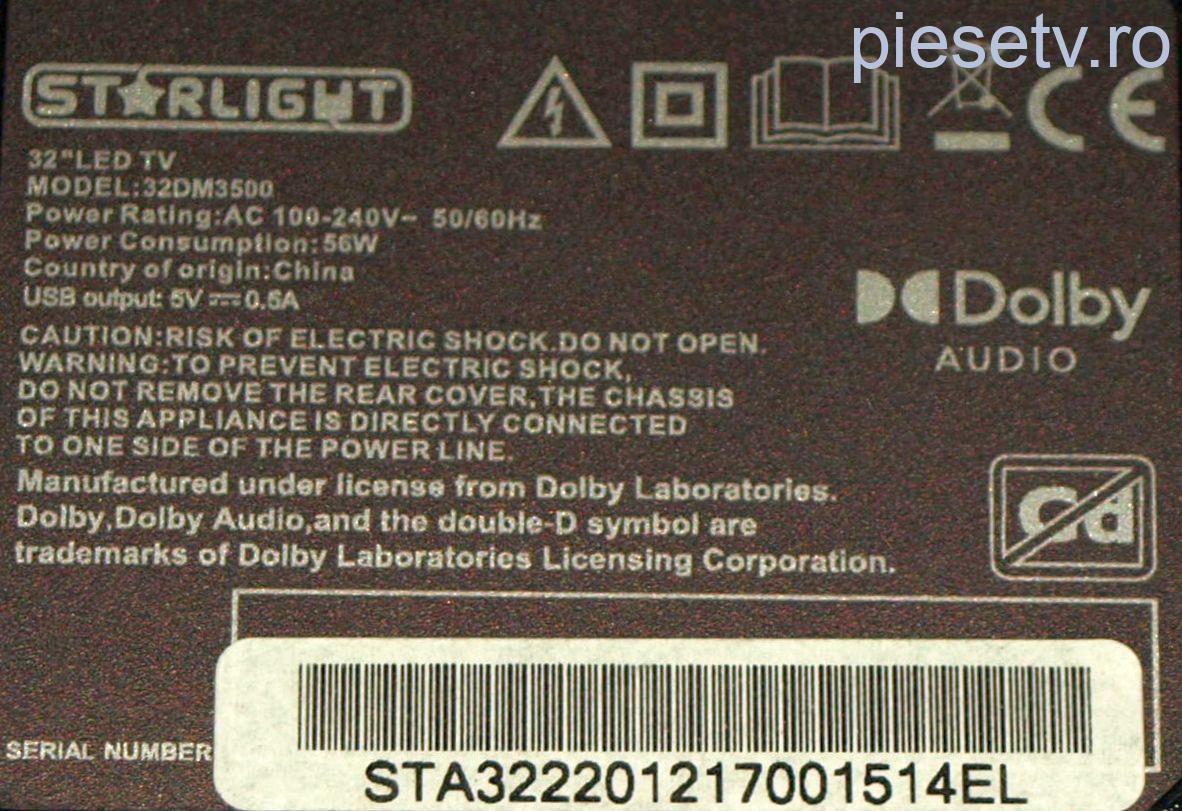 piesetv.ro
STARLIGHT
32"LED TV
MODEL:32DM3500
Power Rating:AC 100-240V~ 50/60Hz
Power Consumption:56W
Country of origin:China
USB output: 5V⎓0.5A
Dolby
AUDIO
CAUTION:RISK OF ELECTRIC SHOCK.DO NOT OPEN.
WARNING:TO PREVENT ELECTRIC SHOCK,
DO NOT REMOVE THE REAR COVER,THE CHASSIS
OF THIS APPLIANCE IS DIRECTLY CONNECTED
TO ONE SIDE OF THE POWER LINE.
Manufactured under license from Dolby Laboratories.
Dolby,Dolby Audio,and the double-D symbol are
trademarks of Dolby Laboratories Licensing Corporation.
SERIAL NUMBER
STA322201217001514EL